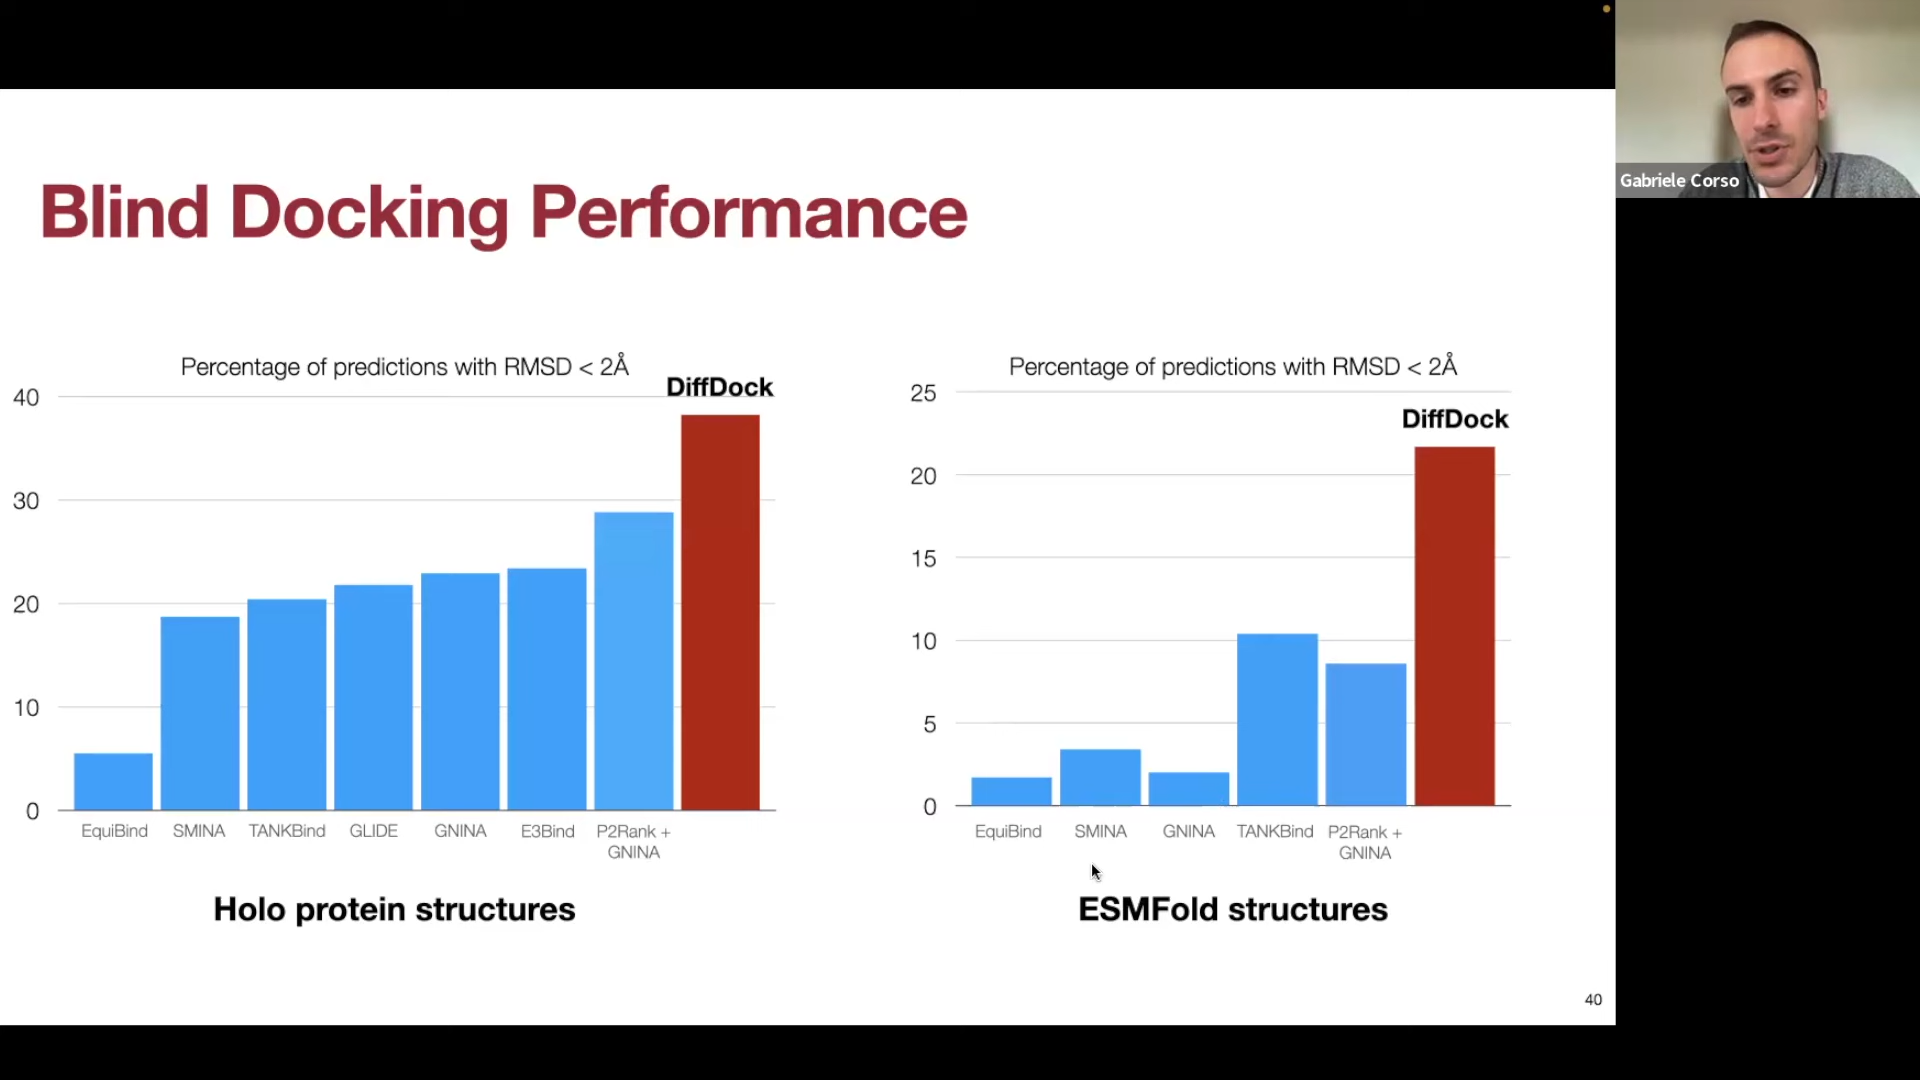 Gabriele Corso
Blind Docking Performance
Percentage of predictions with RMSD < 2Å
DiffDock
40
30
20
10
0
EquiBind
SMINA
TANKBind
GLIDE
GNINA
E3Bind
P2Rank +
GNINA
Holo protein structures
Percentage of predictions with RMSD < 2Å
DiffDock
25
20
15
10
5
0
EquiBind
SMINA
GNINA
TANKBind
P2Rank +
GNINA
ESMFold structures
40